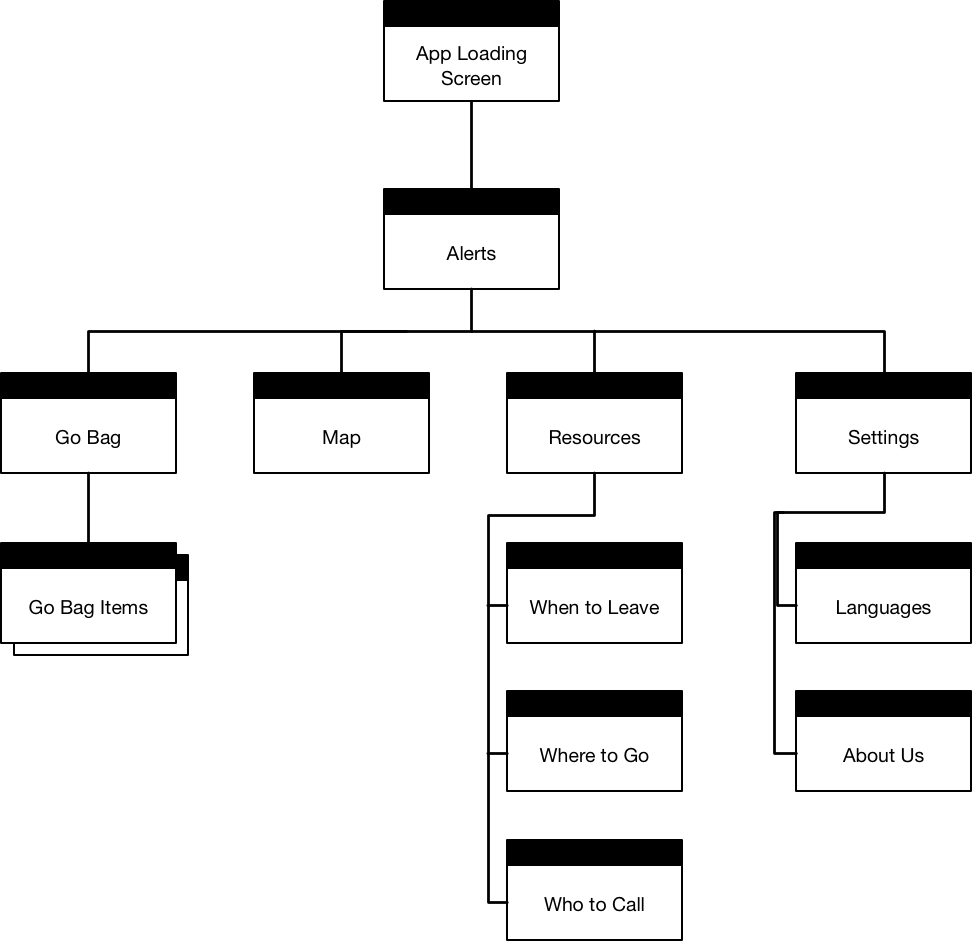 App Loading
Screen
Alerts
Go Bag
Map
Resources
Settings
Go Bag Items
When to Leave
Languages
Where to Go
About Us
Who to Call